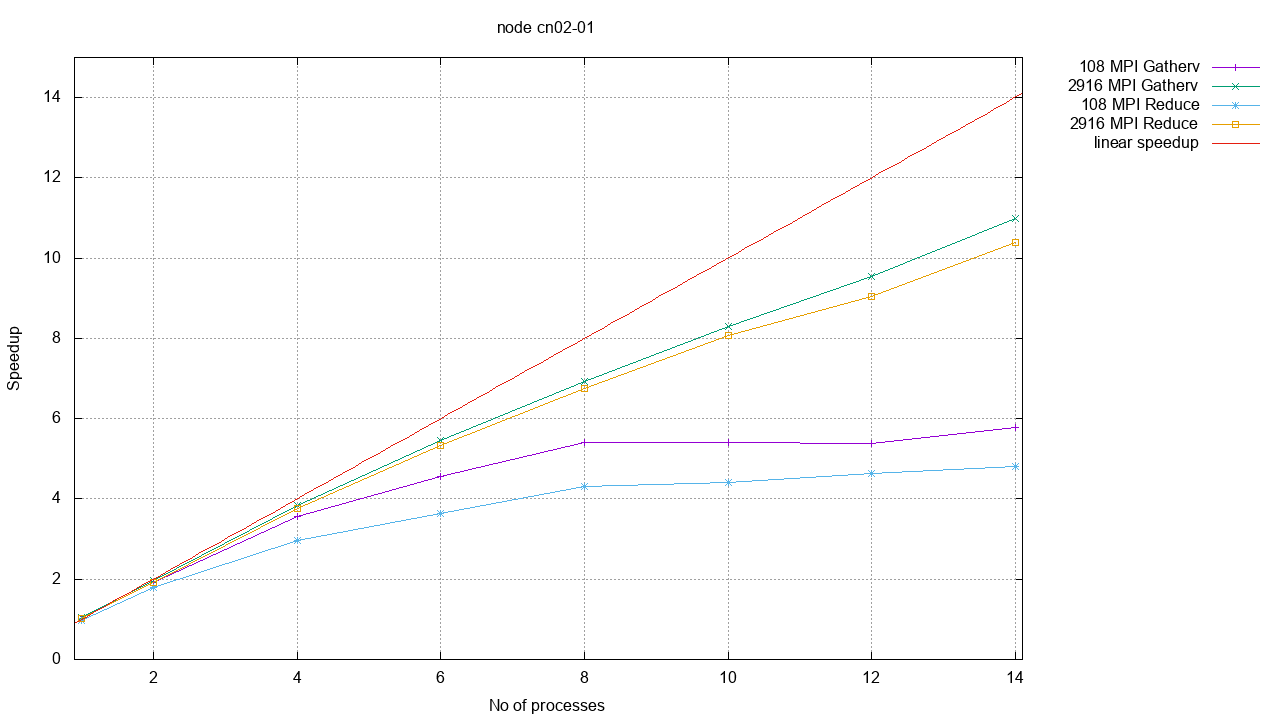 node cn02-01
108 MPI Gatherv
2916 MPI Gatherv
108 MPI Reduce
2916 MPI Reduce
linear speedup
Speedup
14
12
10
8
6
4
2
0
2 4 6 8 10 12 14
No of processes